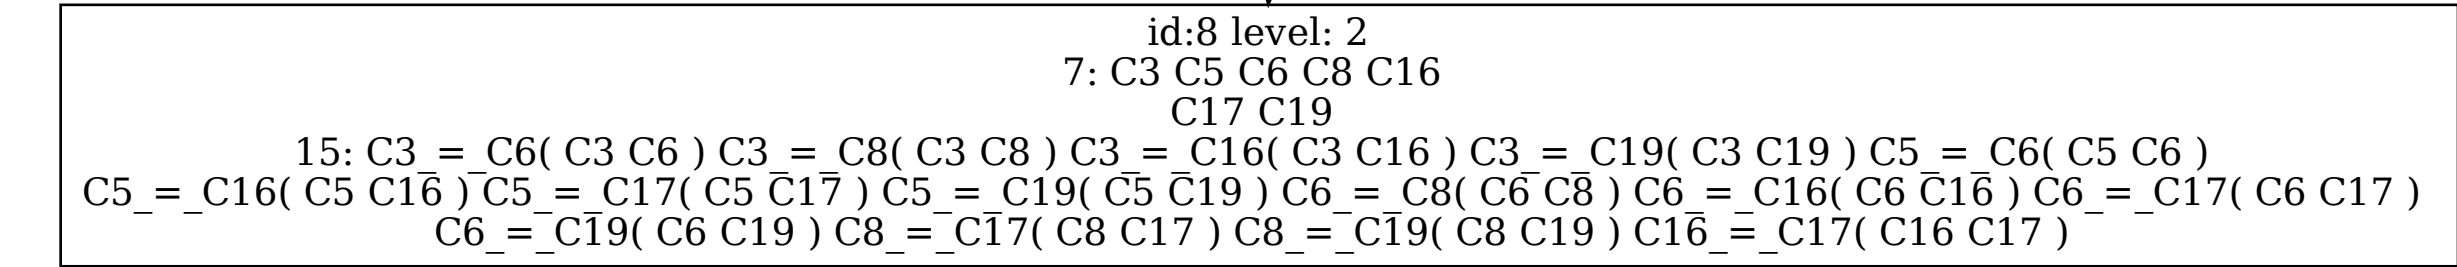 id:8 level: 2
7: C3 C5 C6 C8 C16
C17 C19
15: C3_=_C6( C3 C6 ) C3_=_C8( C3 C8 ) C3_=_C16( C3 C16 ) C3_=_C19( C3 C19 ) C5_=_C6( C5 C6 )
C5_=_C16( C5 C16 ) C5_=_C17( C5 C17 ) C5_=_C19( C5 C19 ) C6_=_C8( C6 C8 ) C6_=_C16( C6 C16 ) C6_=_C17( C6 C17 )
C6_=_C19( C6 C19 ) C8_=_C17( C8 C17 ) C8_=_C19( C8 C19 ) C16_=_C17( C16 C17 )